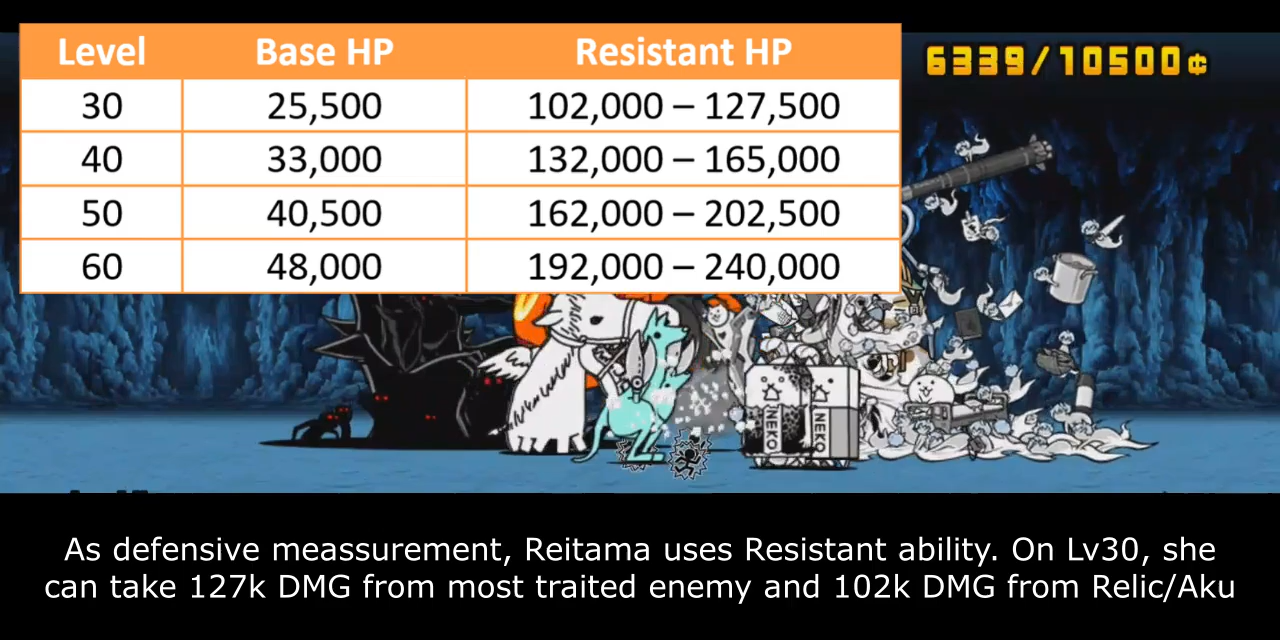 Level Base HP Resistant HP
30 25,500 102,000 – 127,500
40 33,000 132,000 – 165,000
50 40,500 162,000 – 202,500
60 48,000 192,000 – 240,000
6339/10500¢
NEKO NEKO
As defensive meassurement, Reitama uses Resistant ability. On Lv30, she
can take 127k DMG from most traited enemy and 102k DMG from Relic/Aku